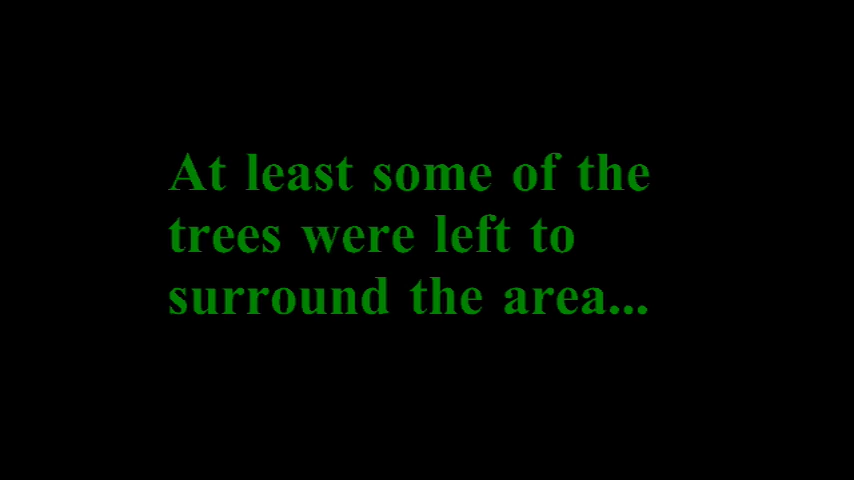 At least some of the
trees were left to
surround the area...